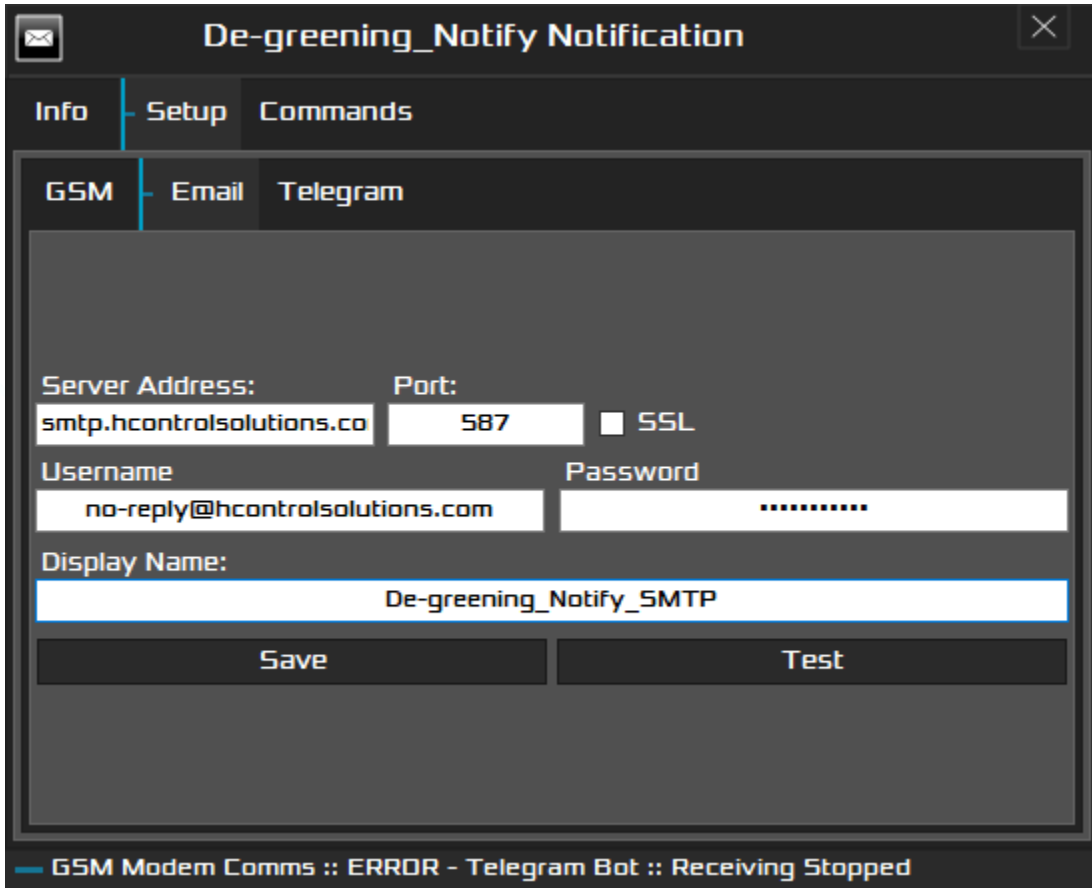 De-greening_Notify Notification
Info Setup Commands
GSM Email Telegram
Server Address: Port:
smtp.hcontrolsolutions.co 587 SSL
Username Password
no-reply@hcontrolsolutions.com ···········
Display Name:
De-greening_Notify_SMTP
Save Test
GSM Modem Comms :: ERROR - Telegram Bot :: Receiving Stopped